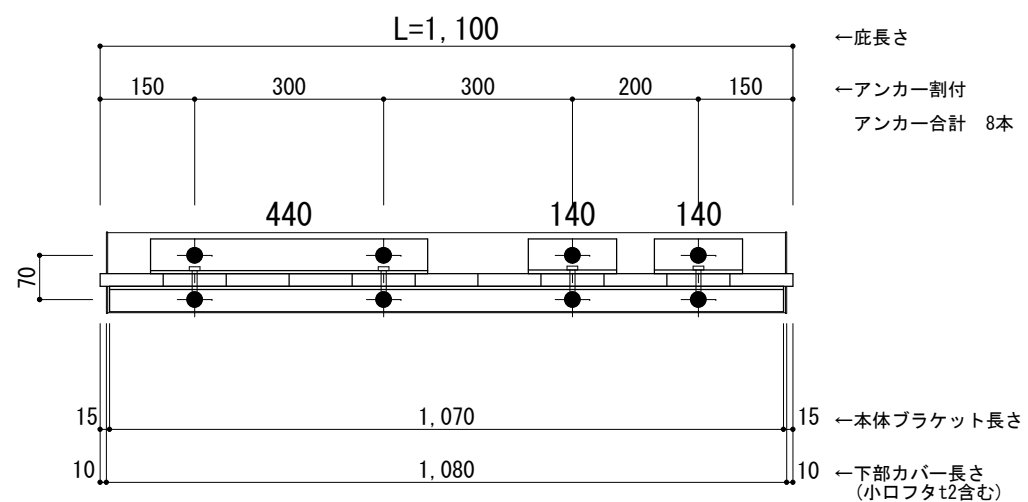 L=1,100 ←庇長さ
150 300 300 200 150 ←アンカー割付
アンカー合計 8本
440 140 140
70
15 1,070 15 ←本体ブラケット長さ
10 1,080 10 ←下部カバー長さ
(小口フタt2含む)